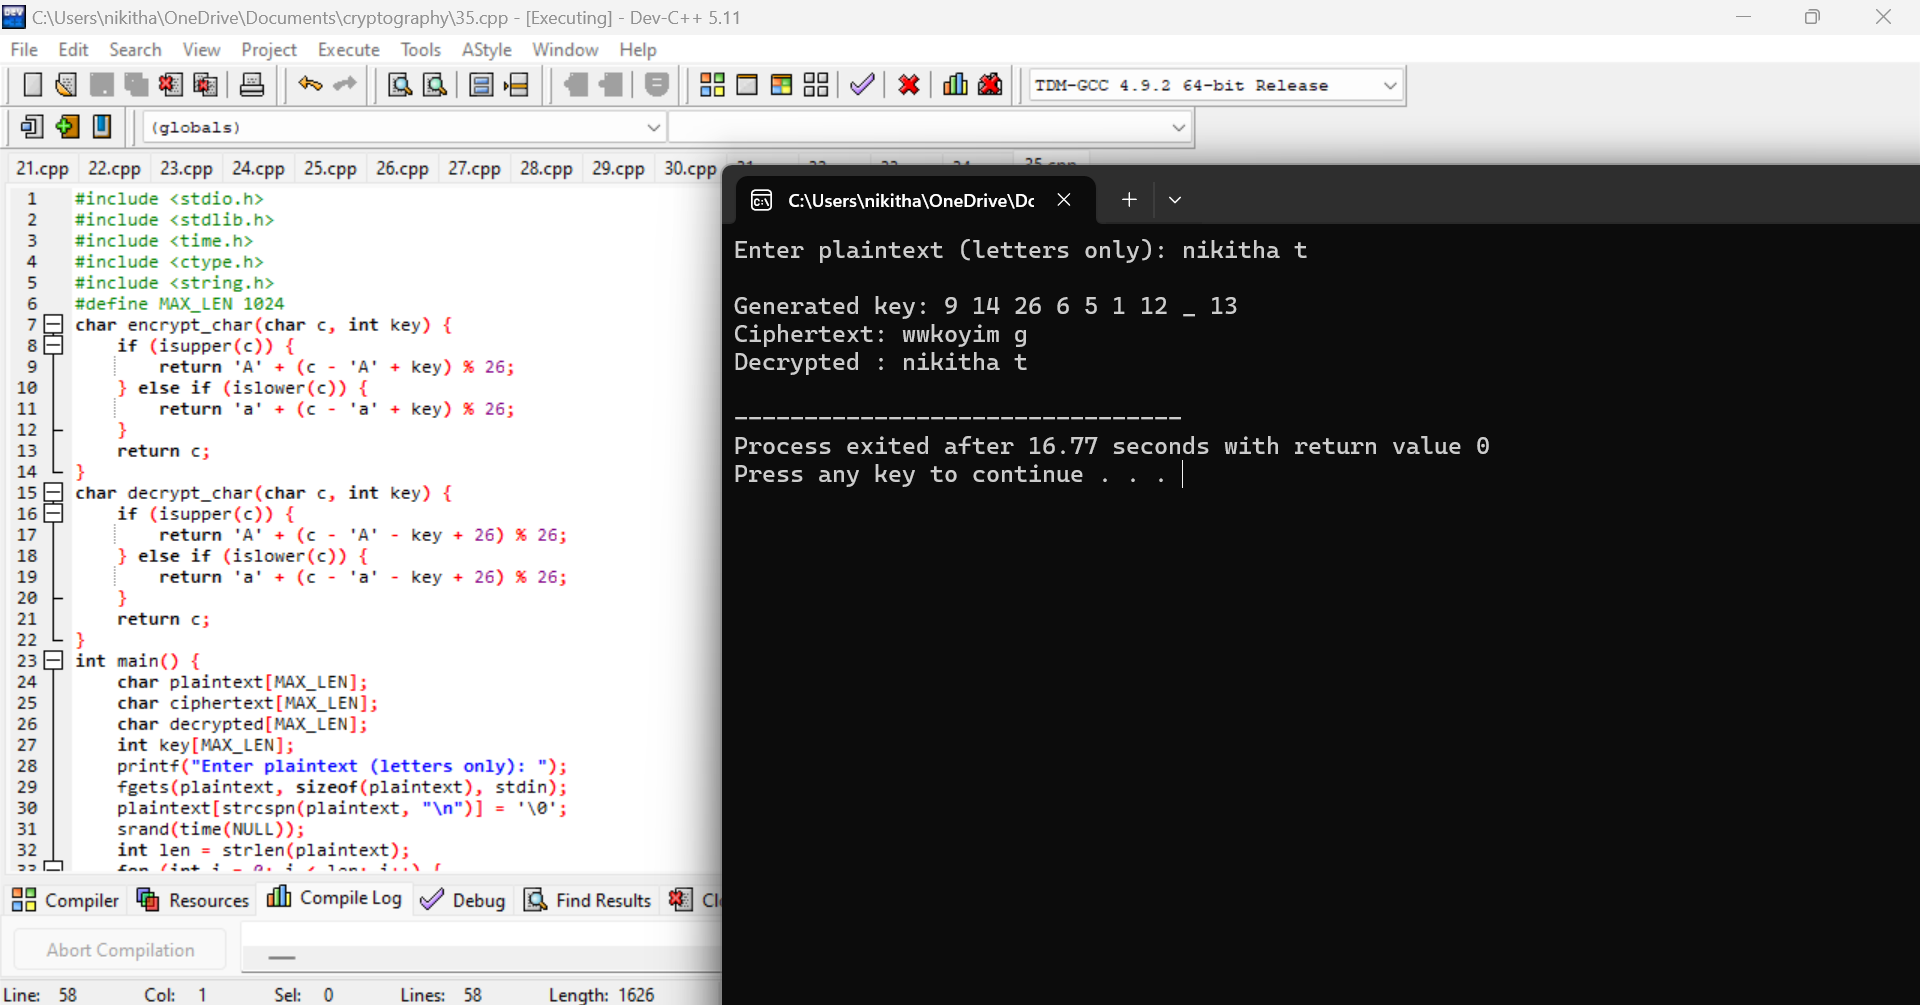 C:\Users\nikitha\OneDrive\Documents\cryptography\35.cpp - [Executing] - Dev-C++ 5.11
File Edit Search View Project Execute Tools AStyle Window Help
TDM-GCC 4.9.2 64-bit Release
(globals)
21.cpp 22.cpp 23.cpp 24.cpp 25.cpp 26.cpp 27.cpp 28.cpp 29.cpp 30.cpp 35.cpp
1 #include <stdio.h>
2 #include <stdlib.h>
3 #include <time.h>
4 #include <ctype.h>
5 #include <string.h>
6 #define MAX_LEN 1024
7 char encrypt_char(char c, int key) {
8 if (isupper(c)) {
9 return 'A' + (c - 'A' + key) % 26;
10 } else if (islower(c)) {
11 return 'a' + (c - 'a' + key) % 26;
12 }
13 return c;
14 }
15 char decrypt_char(char c, int key) {
16 if (isupper(c)) {
17 return 'A' + (c - 'A' - key + 26) % 26;
18 } else if (islower(c)) {
19 return 'a' + (c - 'a' - key + 26) % 26;
20 }
21 return c;
22 }
23 int main() {
24 char plaintext[MAX_LEN];
25 char ciphertext[MAX_LEN];
26 char decrypted[MAX_LEN];
27 int key[MAX_LEN];
28 printf("Enter plaintext (letters only): ");
29 fgets(plaintext, sizeof(plaintext), stdin);
30 plaintext[strcspn(plaintext, "\n")] = '\0';
31 srand(time(NULL));
32 int len = strlen(plaintext);
33 for (int i = 0; i < len; i++) {
C:\Users\nikitha\OneDrive\Dc
Enter plaintext (letters only): nikitha t
Generated key: 9 14 26 6 5 1 12 _ 13
Ciphertext: wwkoyim g
Decrypted : nikitha t
--------------------------------
Process exited after 16.77 seconds with return value 0
Press any key to continue . . .
Compiler Resources Compile Log Debug Find Results
Abort Compilation
Line: 58 Col: 1 Sel: 0 Lines: 58 Length: 1626